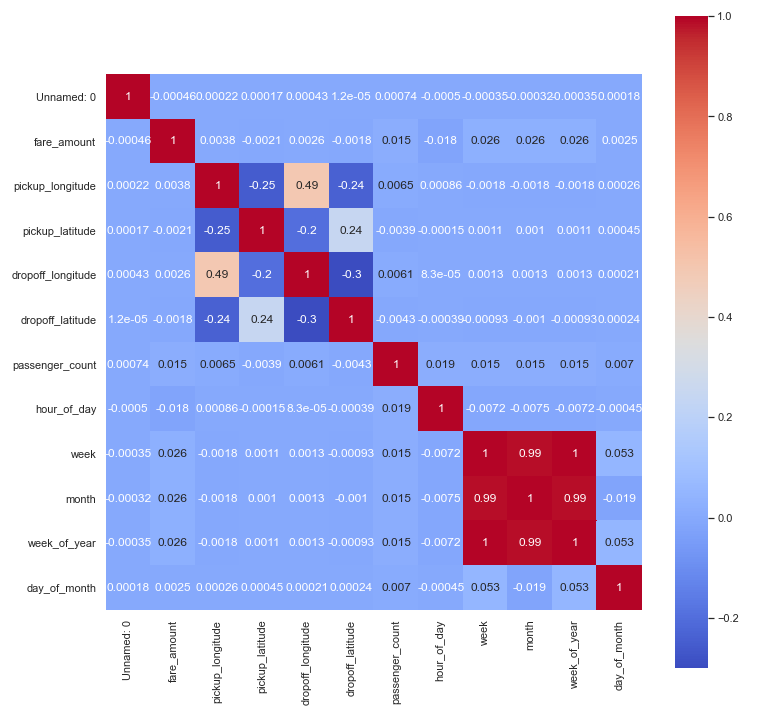 1.0
Unnamed: 0 1 -0.00046 0.00022 0.00017 0.00043 1.2e-05 0.00074 -0.0005 -0.00035 -0.00032 -0.00035 0.00018
0.8
fare_amount -0.00046 1 0.0038 -0.0021 0.0026 -0.0018 0.015 -0.018 0.026 0.026 0.026 0.0025
pickup_longitude 0.00022 0.0038 1 -0.25 0.49 -0.24 0.0065 0.00086 -0.0018 -0.0018 -0.0018 0.00026
0.6
pickup_latitude 0.00017 -0.0021 -0.25 1 -0.2 0.24 -0.0039 -0.00015 0.0011 0.001 0.0011 0.00045
dropoff_longitude 0.00043 0.0026 0.49 -0.2 1 -0.3 0.0061 8.3e-05 0.0013 0.0013 0.0013 0.00021
0.4
dropoff_latitude 1.2e-05 -0.0018 -0.24 0.24 -0.3 1 -0.0043 -0.00039 -0.00093 -0.001 -0.00093 0.00024
passenger_count 0.00074 0.015 0.0065 -0.0039 0.0061 -0.0043 1 0.019 0.015 0.015 0.015 0.007
0.2
hour_of_day -0.0005 -0.018 0.00086 -0.00015 8.3e-05 -0.00039 0.019 1 -0.0072 -0.0075 -0.0072 -0.00045
week -0.00035 0.026 -0.0018 0.0011 0.0013 -0.00093 0.015 -0.0072 1 0.99 1 0.053
month -0.00032 0.026 -0.0018 0.001 0.0013 -0.001 0.015 -0.0075 0.99 1 0.99 -0.019
0.0
week_of_year -0.00035 0.026 -0.0018 0.0011 0.0013 -0.00093 0.015 -0.0072 1 0.99 1 0.053
day_of_month 0.00018 0.0025 0.00026 0.00045 0.00021 0.00024 0.007 -0.00045 0.053 -0.019 0.053 1
-0.2
Unnamed: 0
fare_amount
pickup_longitude
pickup_latitude
dropoff_longitude
dropoff_latitude
passenger_count
hour_of_day
week
month
week_of_year
day_of_month